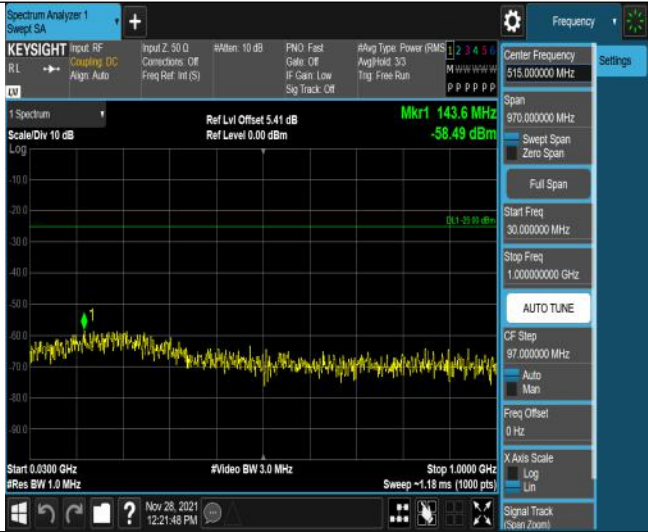 Spectrum Analyzer 1
Swept SA
+
Frequency
KEYSIGHT
RL
LV
Input: RF
Coupling: DC
Align: Auto
Input Z: 50 Ω
Corrections: Off
Freq Ref: Int (S)
#Atten: 10 dB
PNO: Fast
Gate: Off
IF Gain: Low
Sig Track: Off
#Avg Type: Power (RMS
Avg|Hold: 3/3
Trig: Free Run
1 2 3 4 5 6
M W W W W W
P P P P P P
1 Spectrum
Scale/Div 10 dB
Log
Ref Lvl Offset 5.41 dB
Ref Level 0.00 dBm
Mkr1 143.6 MHz
-58.49 dBm
-10.0
-20.0
-30.0
-40.0
-50.0
-60.0
-70.0
-80.0
-90.0
DL1 -25.00 dBm
1
Start 0.0300 GHz
#Res BW 1.0 MHz
#Video BW 3.0 MHz
Stop 1.0000 GHz
Sweep ~1.18 ms (1000 pts)
?
Nov 28, 2021
12:21:48 PM
Center Frequency
515.000000 MHz
Settings
Span
970.000000 MHz
Swept Span
Zero Span
Full Span
Start Freq
30.000000 MHz
Stop Freq
1.000000000 GHz
AUTO TUNE
CF Step
97.000000 MHz
Auto
Man
Freq Offset
0 Hz
X Axis Scale
Log
Lin
Signal Track
(Span Zoom)